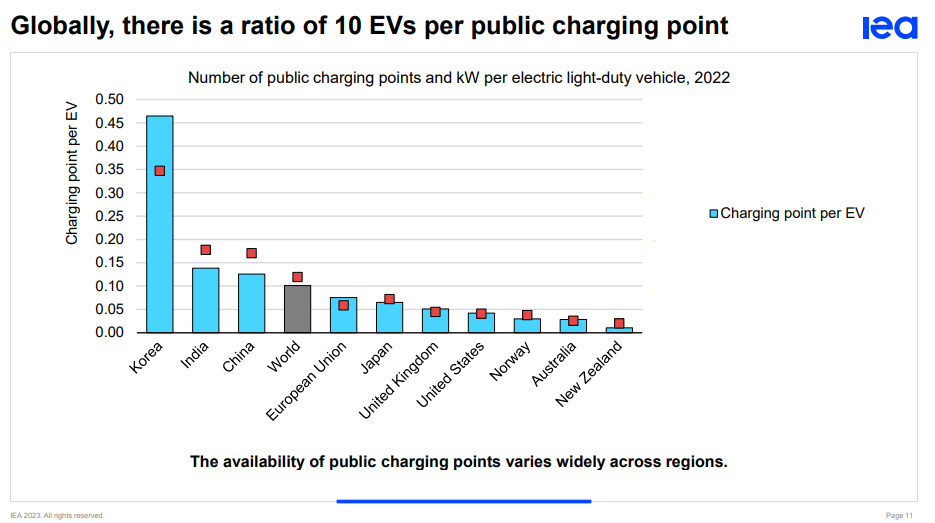 Globally, there is a ratio of 10 EVs per public charging point
iea
Number of public charging points and kW per electric light-duty vehicle, 2022
Charging point per EV
0.50
0.45
0.40
0.35
0.30
0.25
0.20
0.15
0.10
0.05
0.00
Korea
India
China
World
European Union
Japan
United Kingdom
United States
Norway
Australia
New Zealand
Charging point per EV
The availability of public charging points varies widely across regions.
IEA 2023. All rights reserved.
Page 11